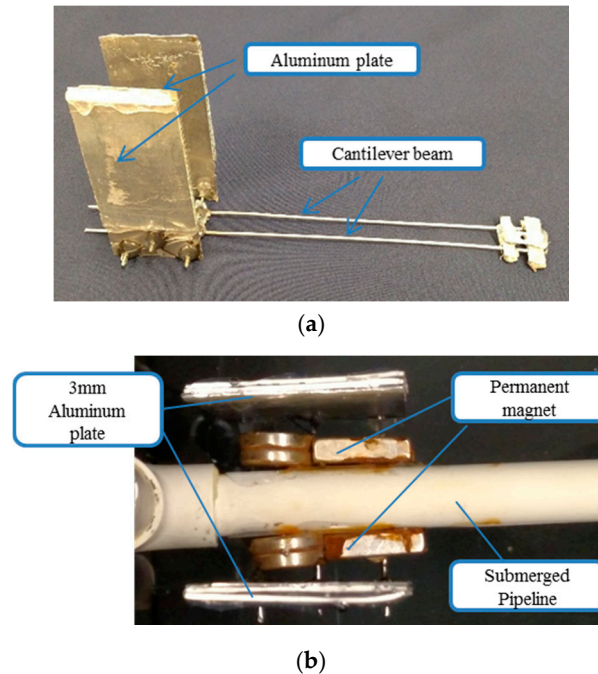 Aluminum plate
Cantilever beam
(a)
3mm
Aluminum
plate
Permanent
magnet
Submerged
Pipeline
(b)